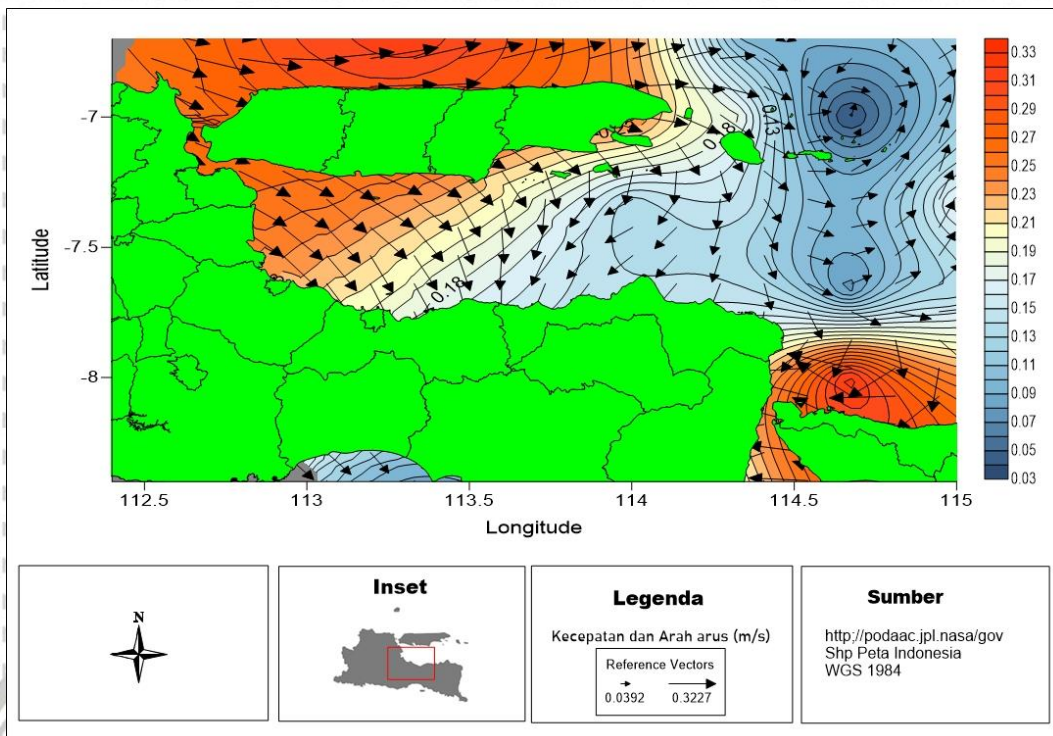 0.13
0.18
-7
-7.5
-8
Latitude
112.5
113
113.5
114
114.5
115
Longitude
0.33
0.31
0.29
0.27
0.25
0.23
0.21
0.19
0.17
0.15
0.13
0.11
0.09
0.07
0.05
0.03
N
Inset
Legenda
Kecepatan dan Arah arus (m/s)
Reference Vectors
0.0392 0.3227
Sumber
http;//podaac.jpl.nasa/gov
Shp Peta Indonesia
WGS 1984